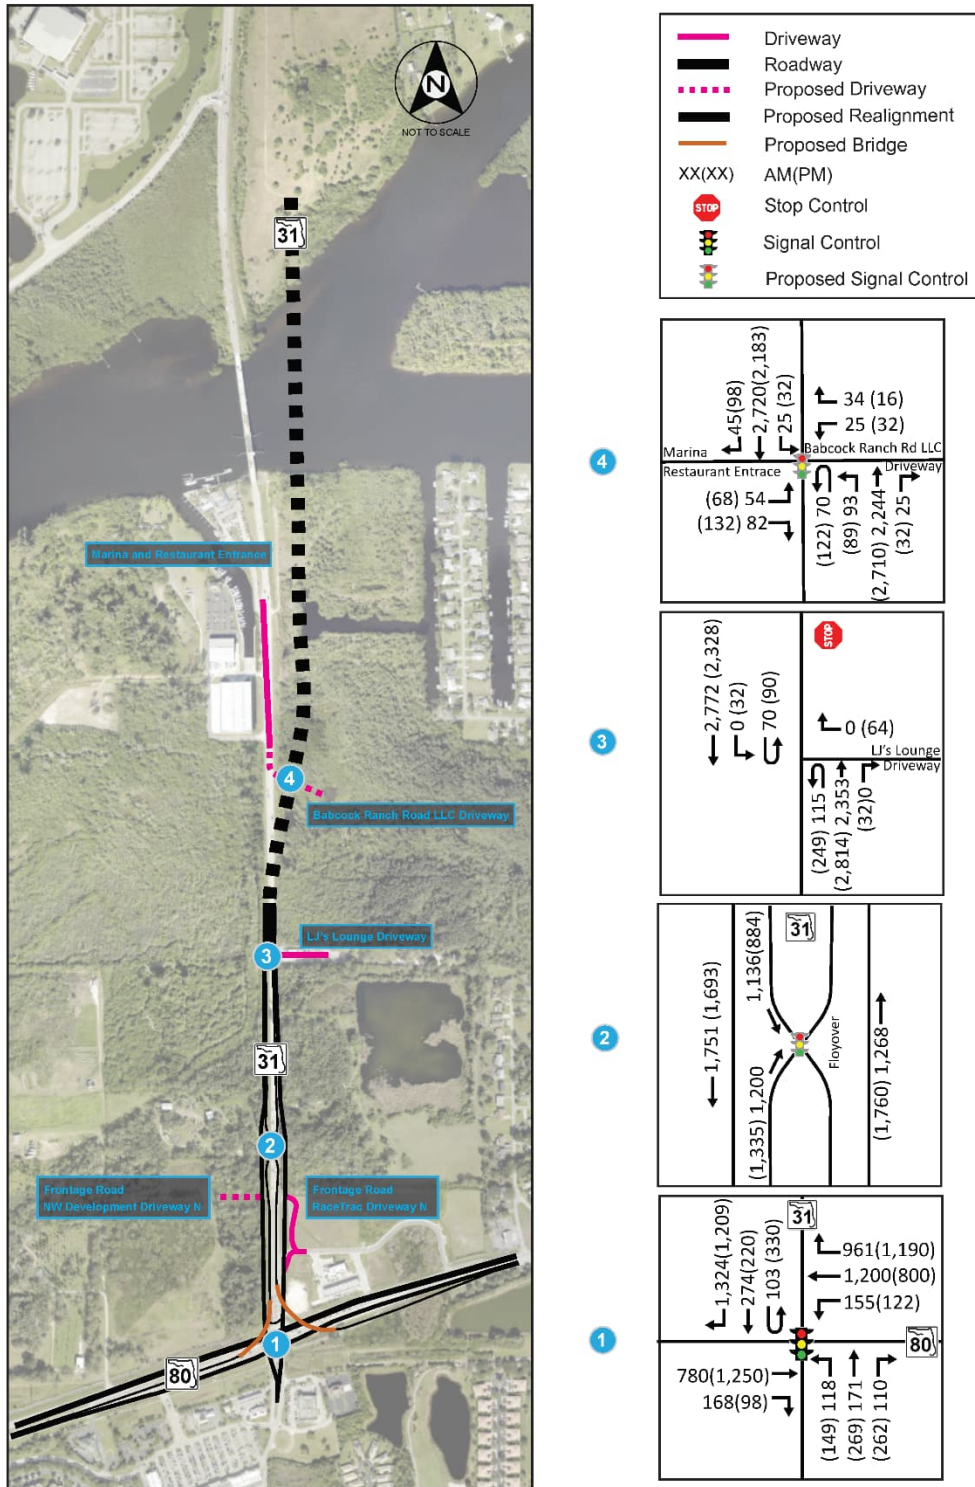 N
NOT TO SCALE
31
Marina and Restaurant Entrance
4
Babcock Ranch Road LLC Driveway
LJ's Lounge Driveway
3
31
2
Frontage Road
NW Development Driveway N
Frontage Road
RaceTrac Driveway N
1
80
Driveway
Roadway
Proposed Driveway
Proposed Realignment
Proposed Bridge
XX(XX) AM(PM)
STOP Stop Control
Signal Control
Proposed Signal Control
4
45(98)
2,720(2,183)
25 (32)
34 (16)
25 (32)
Marina
Restaurant Entrace
Babcock Ranch Rd LLC
Driveway
(68) 54
(132) 82
(122) 70
(89) 93
(2,710) 2,244
(32) 25
3
STOP
2,772 (2,328)
0 (32)
70 (90)
0 (64)
LJ's Lounge
Driveway
(249) 115
(2,814) 2,353
(32)0
2
31
1,751 (1,693)
1,136(884)
(1,335) 1,200
Floyover
(1,760) 1,268
1
31
1,324(1,209)
274(220)
103 (330)
961(1,190)
1,200(800)
155(122)
80
780(1,250)
168(98)
(149) 118
(269) 171
(262) 110